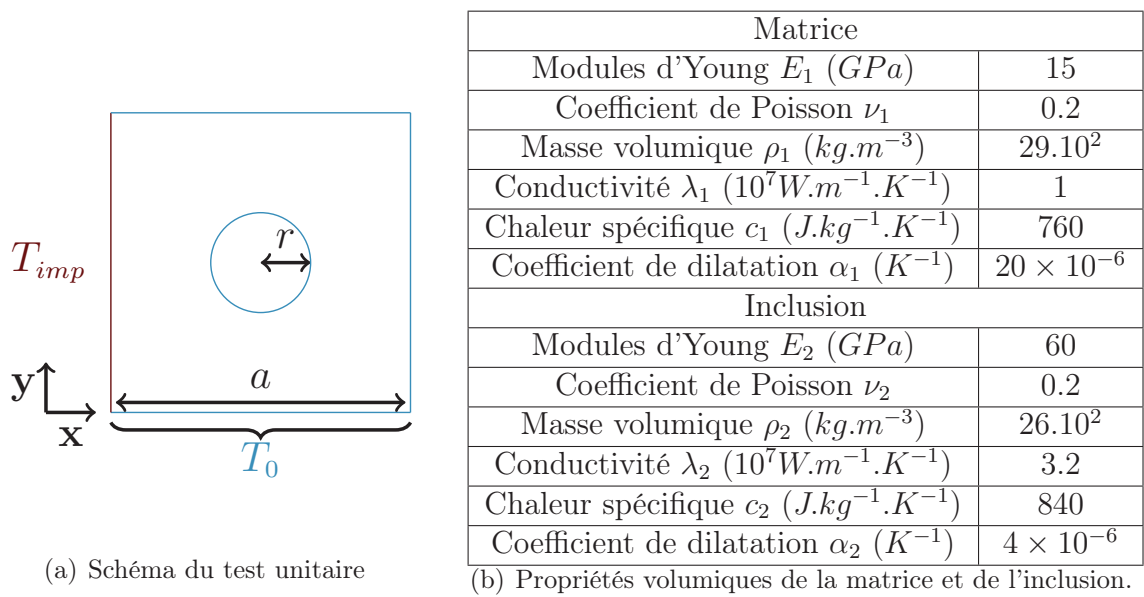 r
T_{imp}
a
y
x
T_0
(a) Schéma du test unitaire
Matrice
Modules d'Young E_1 (GPa) 15
Coefficient de Poisson ν_1 0.2
Masse volumique ρ_1 (kg.m^{-3}) 29.10^2
Conductivité λ_1 (10^7W.m^{-1}.K^{-1}) 1
Chaleur spécifique c_1 (J.kg^{-1}.K^{-1}) 760
Coefficient de dilatation α_1 (K^{-1}) 20 × 10^{-6}
Inclusion
Modules d'Young E_2 (GPa) 60
Coefficient de Poisson ν_2 0.2
Masse volumique ρ_2 (kg.m^{-3}) 26.10^2
Conductivité λ_2 (10^7W.m^{-1}.K^{-1}) 3.2
Chaleur spécifique c_2 (J.kg^{-1}.K^{-1}) 840
Coefficient de dilatation α_2 (K^{-1}) 4 × 10^{-6}
(b) Propriétés volumiques de la matrice et de l'inclusion.